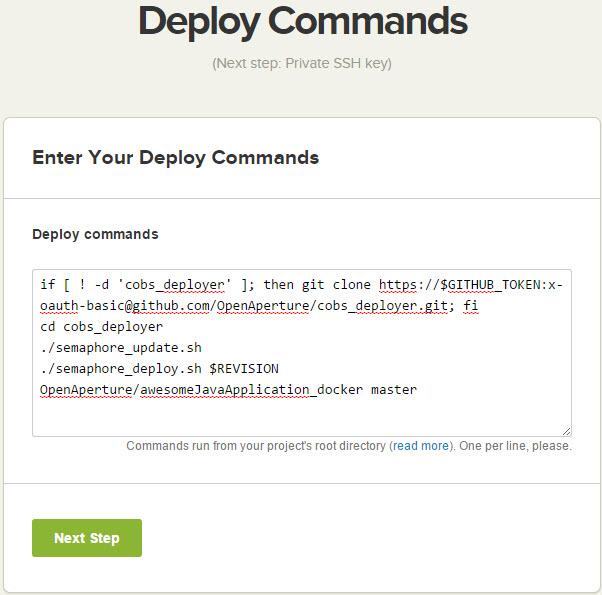 Deploy Commands
(Next step: Private SSH key)
Enter Your Deploy Commands
Deploy commands
if [ ! -d 'cobs_deployer' ]; then git clone https://$GITHUB_TOKEN:x-
oauth-basic@github.com/OpenAperture/cobs_deployer.git; fi
cd cobs_deployer
./semaphore_update.sh
./semaphore_deploy.sh $REVISION
OpenAperture/awesomeJavaApplication_docker master
Commands run from your project's root directory (read more). One per line, please.
Next Step